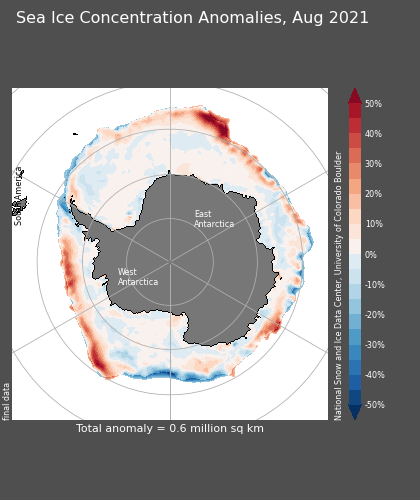 Sea Ice Concentration Anomalies, Aug 2021
South America
East
Antarctica
West
Antarctica
50%
40%
30%
20%
10%
0%
-10%
-20%
-30%
-40%
-50%
National Snow and Ice Data Center, University of Colorado Boulder
final data
Total anomaly = 0.6 million sq km